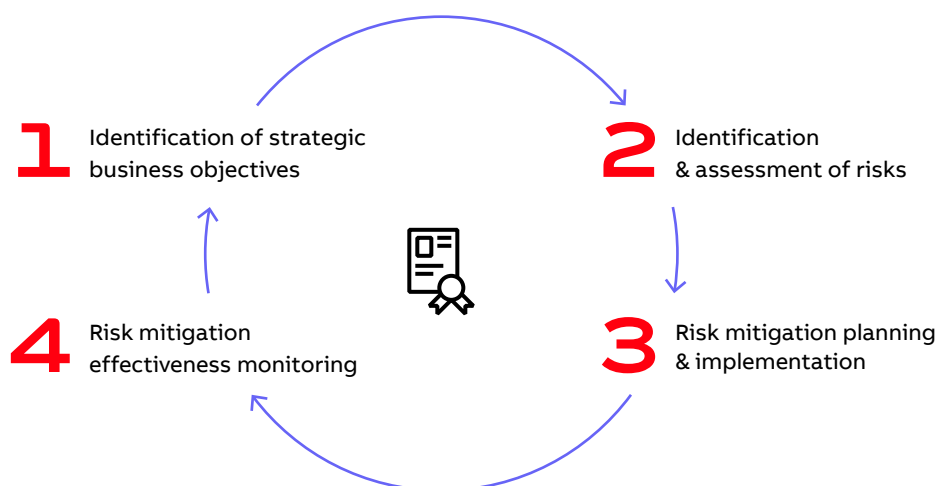 1
Identification of strategic
business objectives
2
Identification
& assessment of risks
3
Risk mitigation planning
& implementation
4
Risk mitigation
effectiveness monitoring